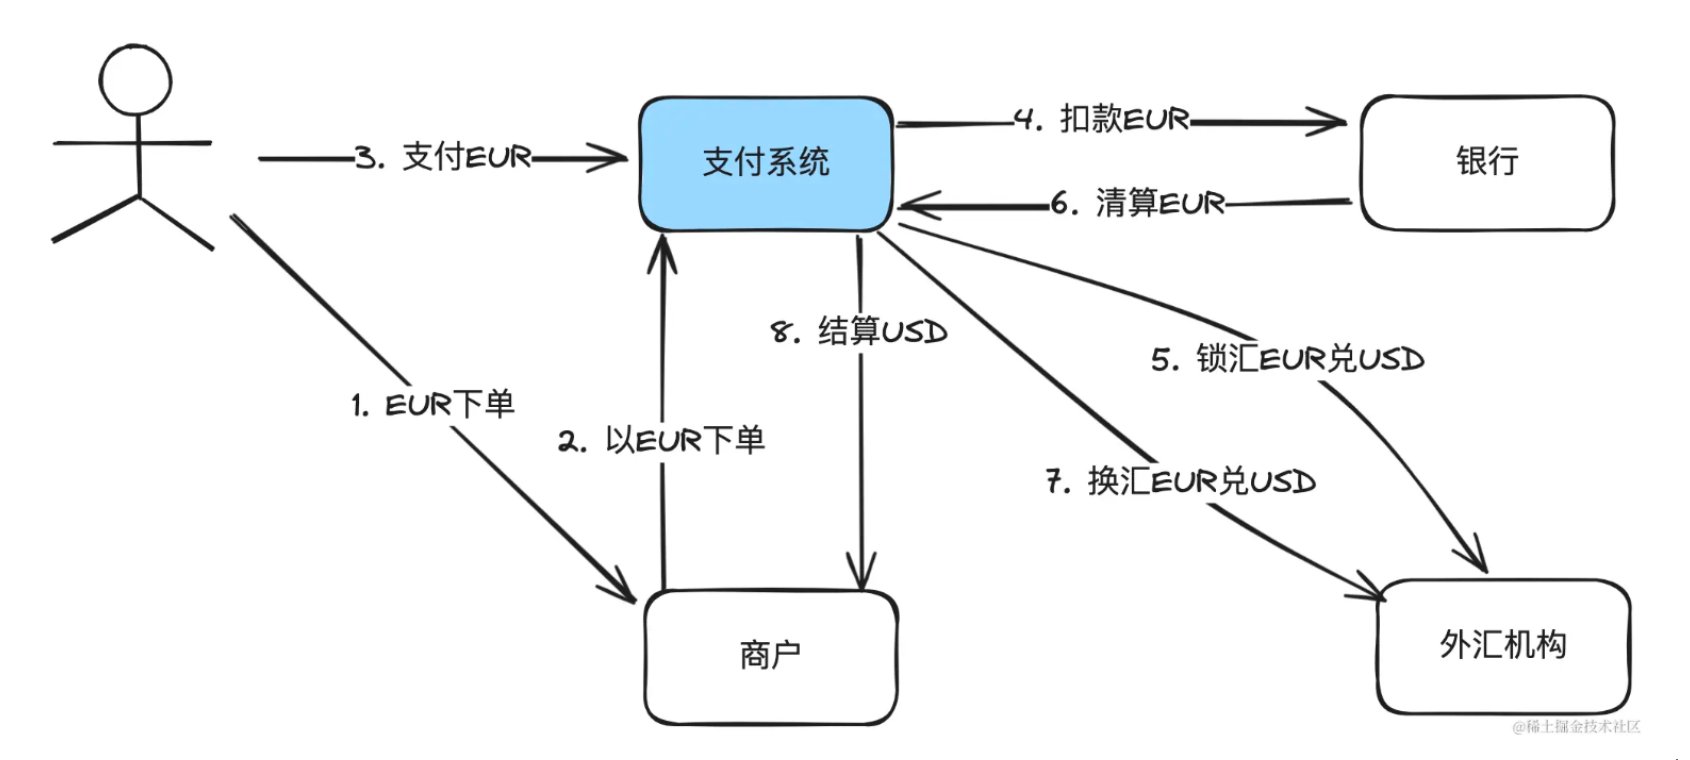 4. 扣款EUR
3. 支付EUR
支付系统
银行
6. 清算EUR
8. 结算USD
5. 锁汇EUR兑USD
1. EUR下单
2. 以EUR下单
7. 换汇EUR兑USD
商户
外汇机构
@稀土掘金技术社区